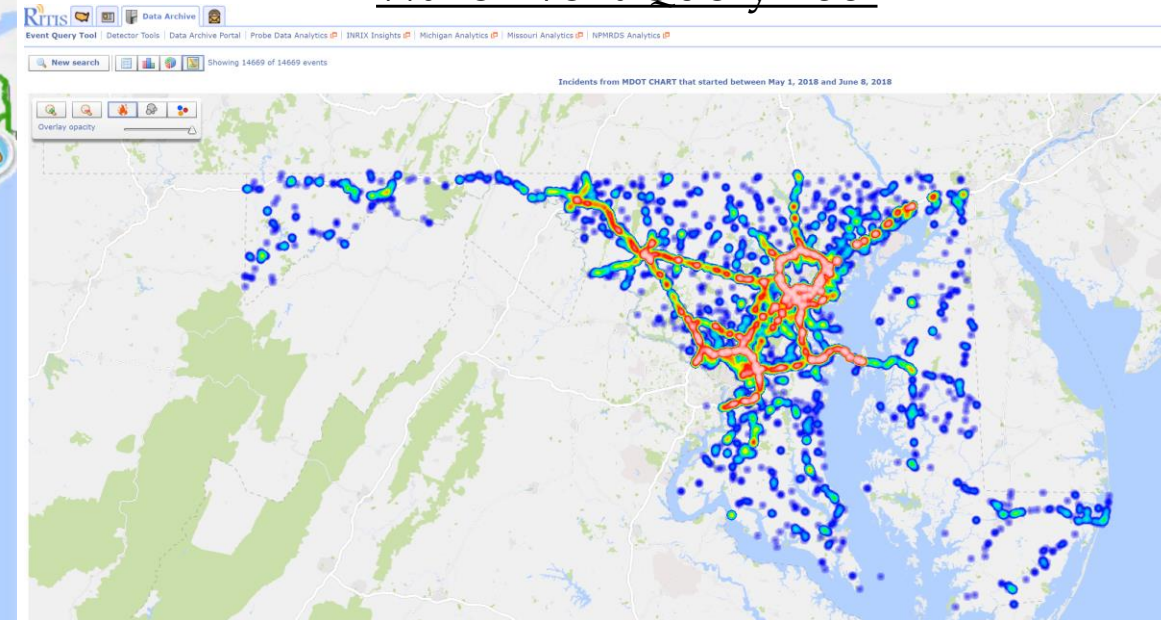 RITIS Data Archive
Event Query Tool | Detector Tools | Data Archive Portal | Probe Data Analytics | INRIX Insights | Michigan Analytics | Missouri Analytics | NPMRDS Analytics
New search Showing 14669 of 14669 events
Incidents from MDOT CHART that started between May 1, 2018 and June 8, 2018
Overlay opacity